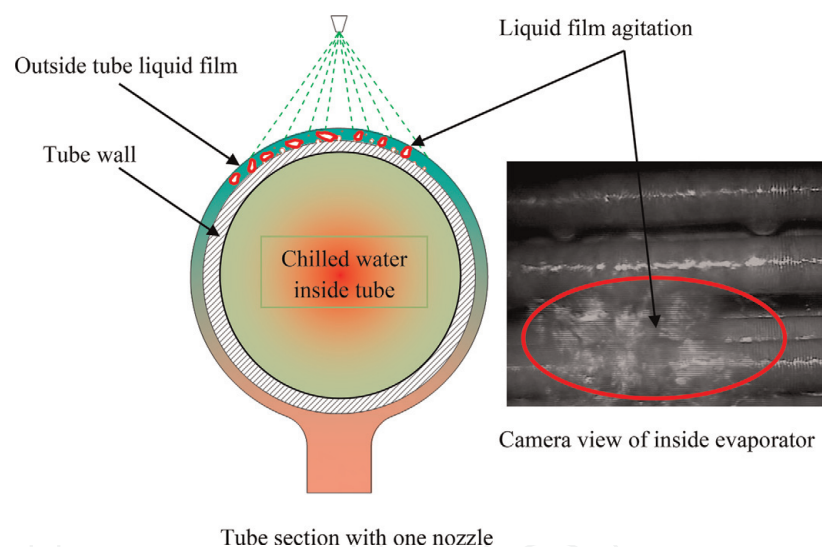 Liquid film agitation
Outside tube liquid film
Tube wall
Chilled water
inside tube
Camera view of inside evaporator
Tube section with one nozzle